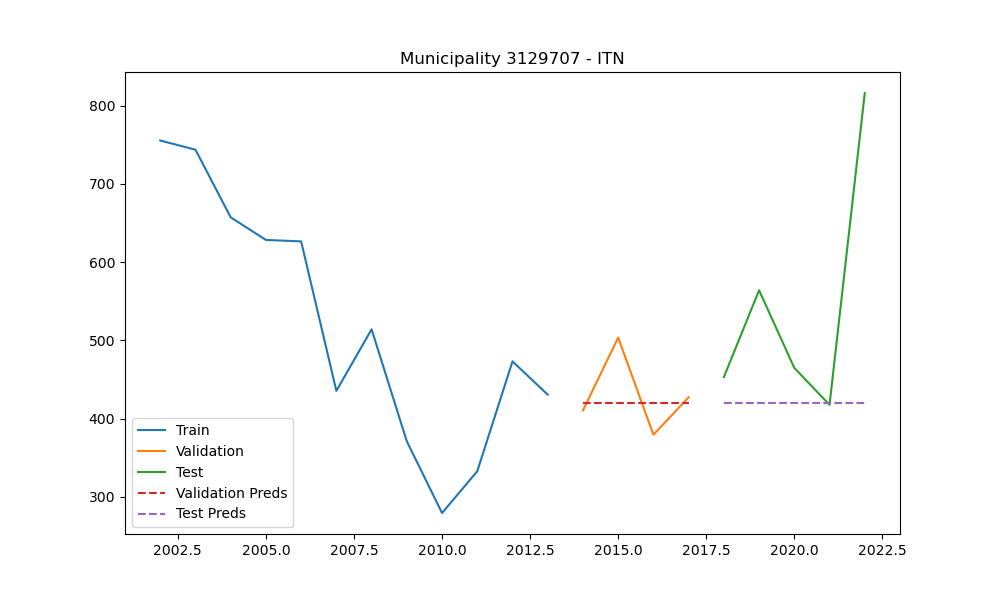 Municipality 3129707 - ITN
800
700
600
500
400
300
Train
Validation
Test
Validation Preds
Test Preds
2002.5 2005.0 2007.5 2010.0 2012.5 2015.0 2017.5 2020.0 2022.5